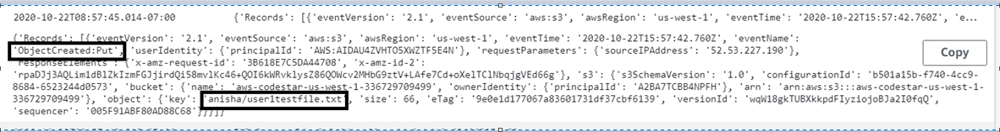 2020-10-22T08:57:45.014-07:00 {'Records': [{'eventVersion': '2.1', 'eventSource': 'aws:s3', 'awsRegion': 'us-west-1', 'eventTime': '2020-10-22T15:57:42.760Z', 'e...
{'Records': [{'eventVersion': '2.1', 'eventSource': 'aws:s3', 'awsRegion': 'us-west-1', 'eventTime': '2020-10-22T15:57:42.760Z', 'eventName':
'ObjectCreated:Put', 'userIdentity': {'principalId': 'AWS:AIDAU4ZVHTO5XWZTF5E4N'}, 'requestParameters': {'sourceIPAddress': '52.53.227.190'},
Copy
'responseElements': {'x-amz-request-id': '3B618E7C5DA44708', 'x-amz-id-2':
'rpaDJj3AQLim1dBlZkIzmFGJjirdQi58mvlKc46+QOI6kWRvklysZ86QOWcv2MHbG9ztV+LAfe7Cd+oXelTClNbqjgVEd66g'}, 's3': {'s3SchemaVersion': '1.0', 'configurationId': 'b501a15b-f740-4cc9-
8684-6523244d0573', 'bucket': {'name': 'aws-codestar-us-west-1-336729709499', 'ownerIdentity': {'principalId': 'A2BA7TCBB4NPFH'}, 'arn': 'arn:aws:s3:::aws-codestar-us-west-1-
336729709499'}, 'object': {'key': 'anisha/user1testfile.txt', 'size': 66, 'eTag': '9e0e1d177067a83601731df37cbf6139', 'versionId': 'wqW18gkTUBXkkpdFIyziojoBJa2I0fqQ',
'sequencer': '005F91ABF80AD88C68'}}}]}